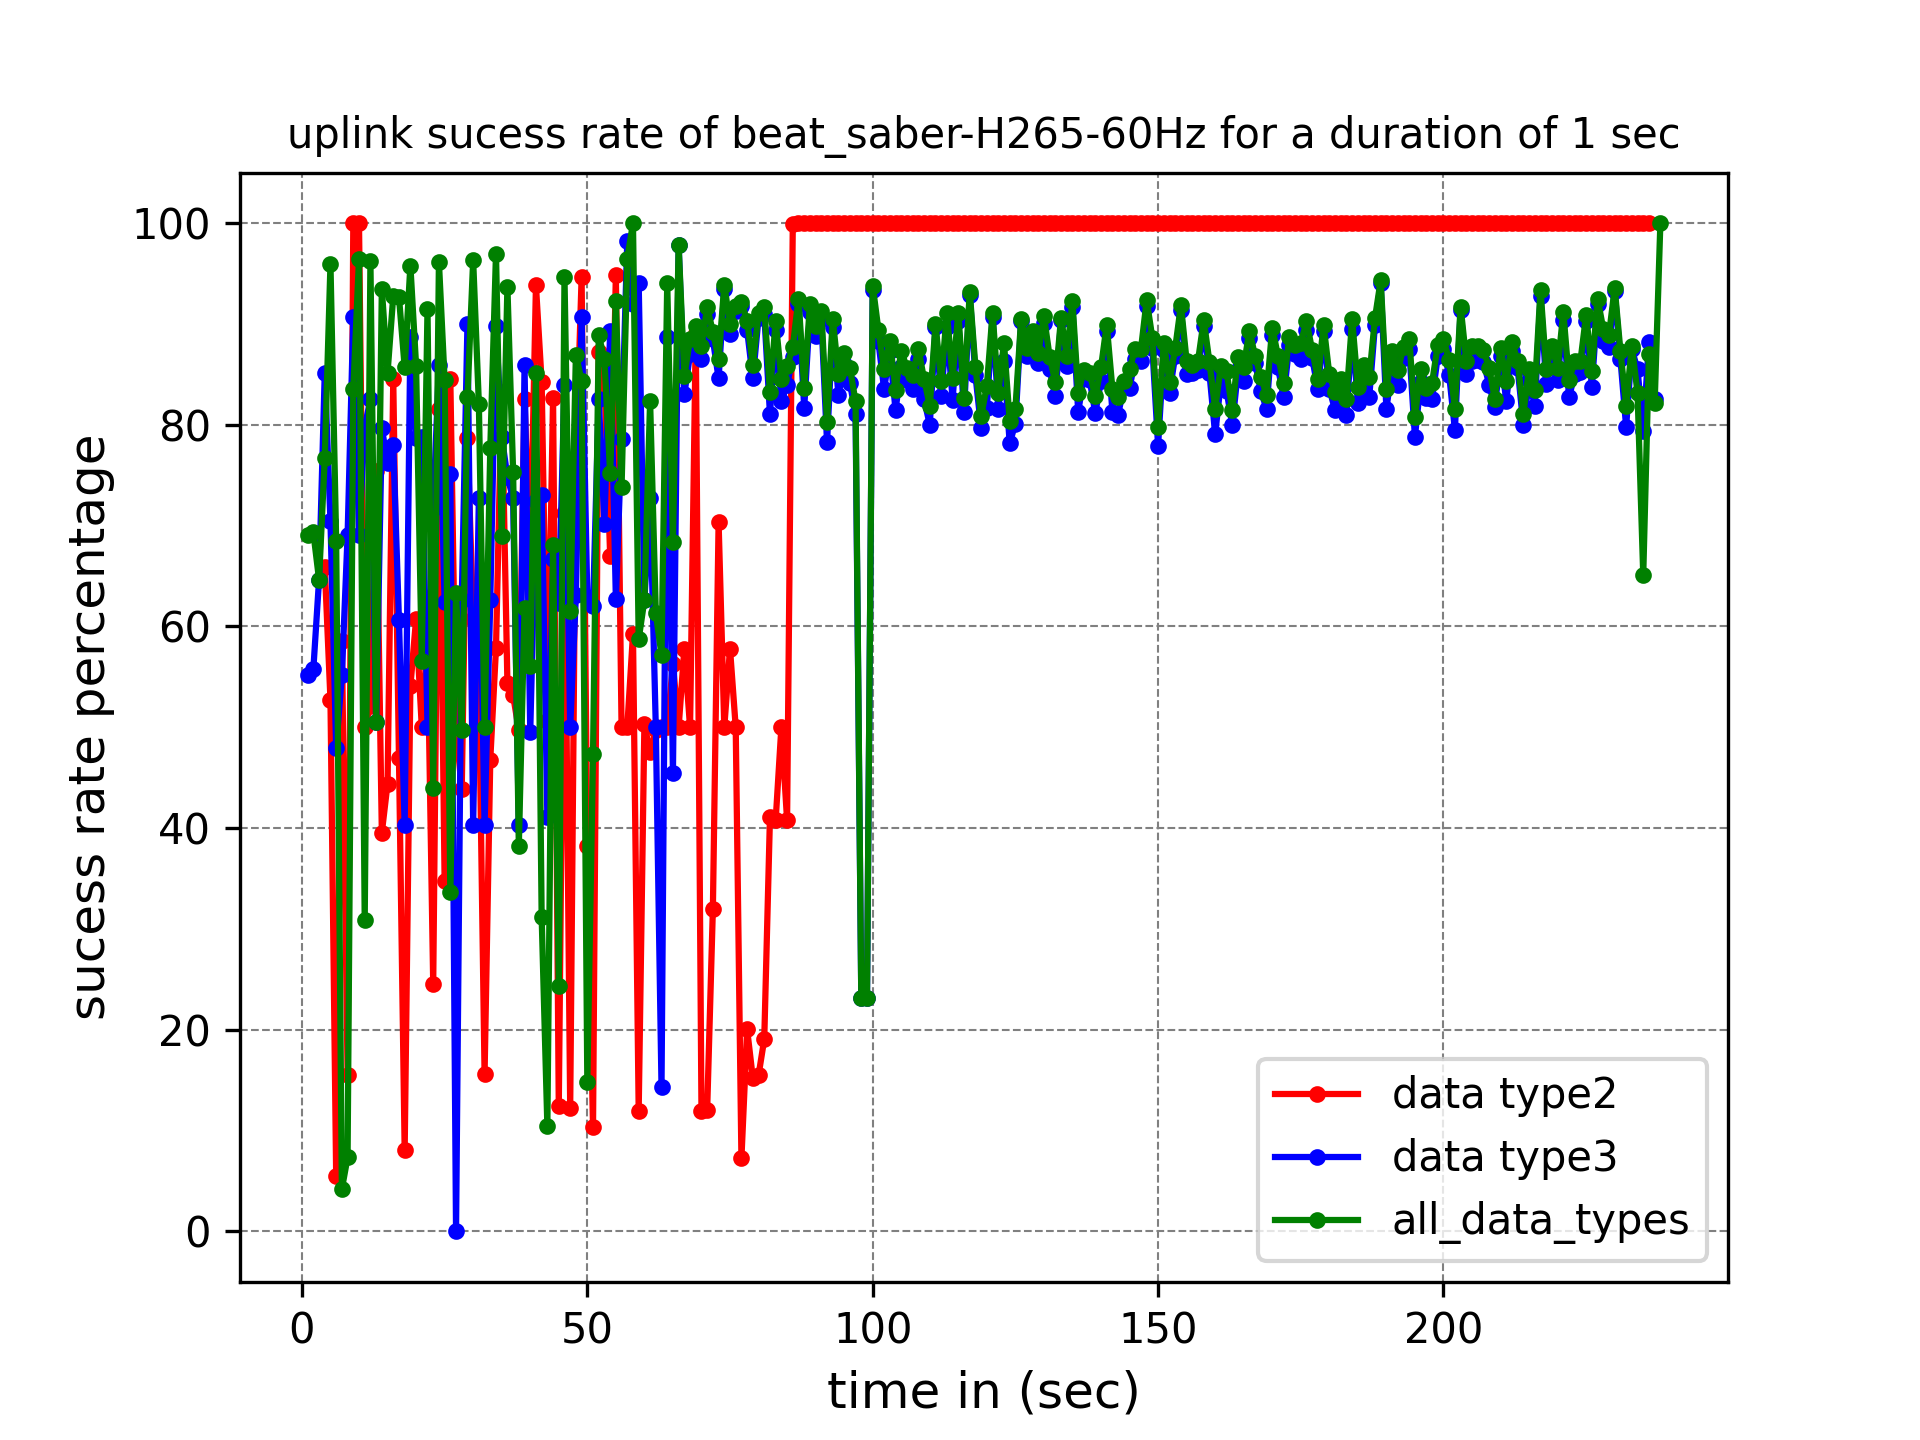 uplink sucess rate of beat_saber-H265-60Hz for a duration of 1 sec
100
80
60
40
20
0
sucess rate percentage
data type2
data type3
all_data_types
0 50 100 150 200
time in (sec)